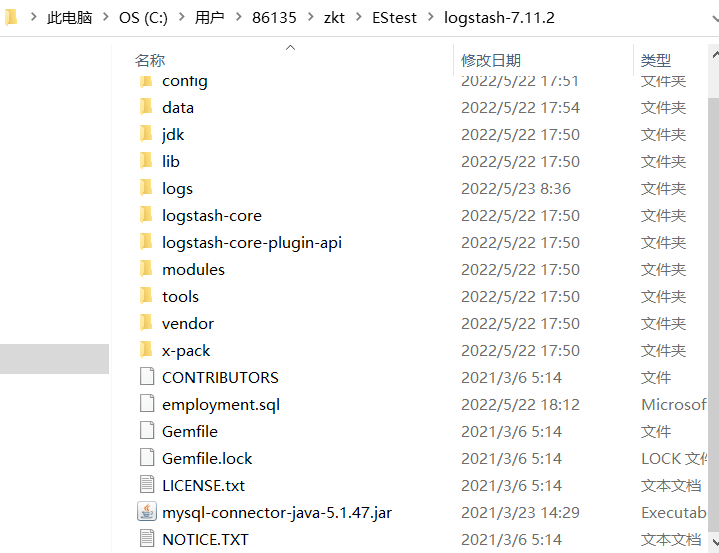 此电脑 > OS (C:) > 用户 > 86135 > zkt > EStest > logstash-7.11.2
名称 修改日期 类型
config 2022/5/22 17:51 文件夹
data 2022/5/22 17:54 文件夹
jdk 2022/5/22 17:50 文件夹
lib 2022/5/22 17:50 文件夹
logs 2022/5/23 8:36 文件夹
logstash-core 2022/5/22 17:50 文件夹
logstash-core-plugin-api 2022/5/22 17:50 文件夹
modules 2022/5/22 17:50 文件夹
tools 2022/5/22 17:50 文件夹
vendor 2022/5/22 17:50 文件夹
x-pack 2022/5/22 17:50 文件夹
CONTRIBUTORS 2021/3/6 5:14 文件
employment.sql 2022/5/22 18:12 Microsof
Gemfile 2021/3/6 5:14 文件
Gemfile.lock 2021/3/6 5:14 LOCK 文件
LICENSE.txt 2021/3/6 5:14 文本文档
mysql-connector-java-5.1.47.jar 2021/3/23 14:29 Executab
NOTICE.TXT 2021/3/6 5:14 文本文档